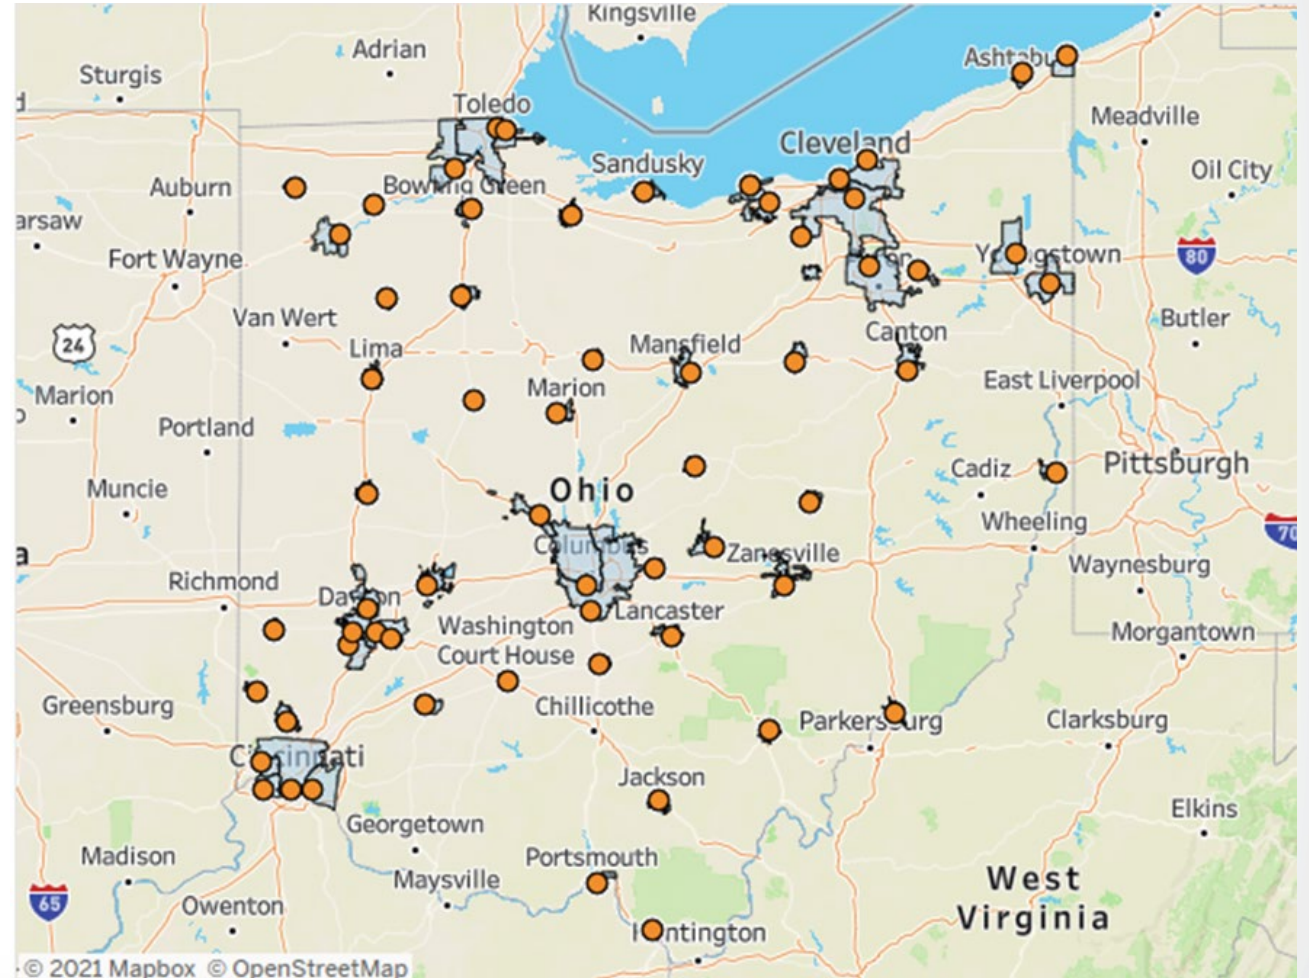 Kingsville
Adrian
Sturgis
Toledo
Meadville
Cleveland
Sandusky
Oil City
Auburn
Bowling Green
Fort Wayne
80
Van Wert
Butler
24
Lima
Mansfield
Canton
Marion
Marion
East Liverpool
Portland
Cadiz
Pittsburgh
Muncie
Ohio
Wheeling
70
Columbus
Zanesville
Waynesburg
Richmond
Dayton
Lancaster
Washington
Court House
Morgantown
Greensburg
Chillicothe
Parkersburg
Clarksburg
Cincinnati
Jackson
Elkins
Georgetown
Madison
Portsmouth
Maysville
West
Virginia
65
Owenton
Huntington
© 2021 Mapbox © OpenStreetMap